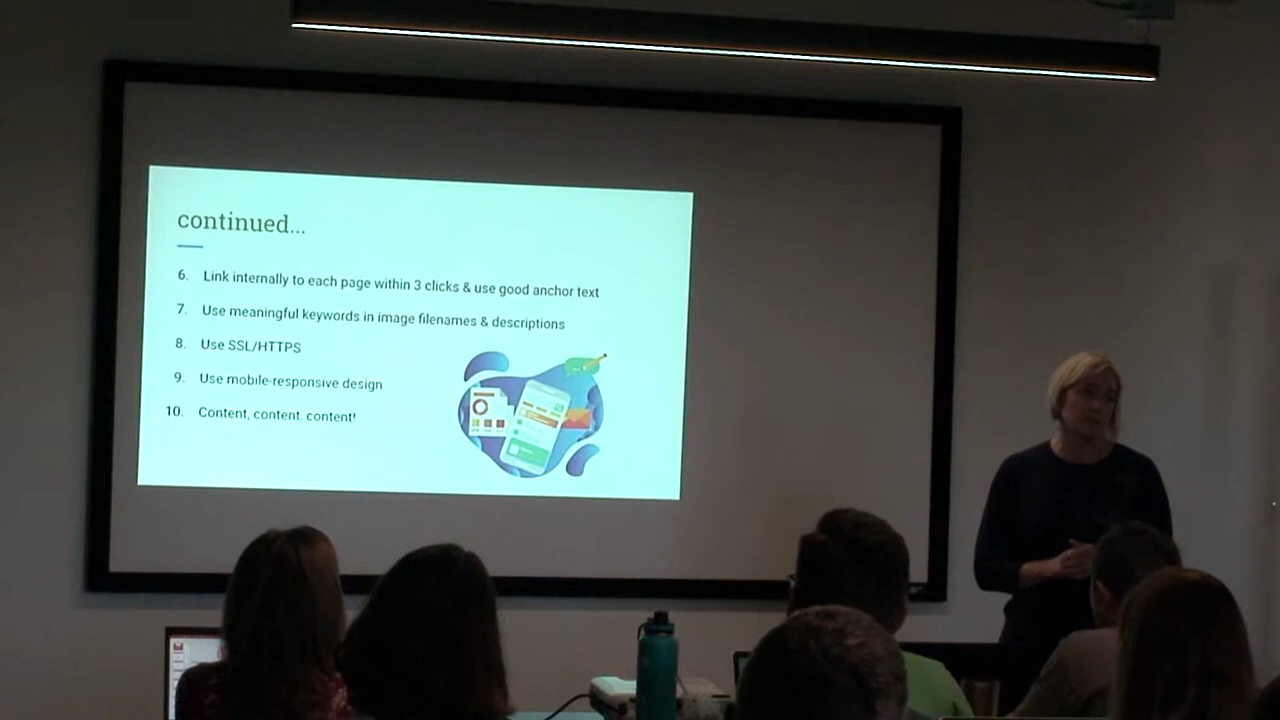 continued...
6. Link internally to each page within 3 clicks & use good anchor text
7. Use meaningful keywords in image filenames & descriptions
8. Use SSL/HTTPS
9. Use mobile-responsive design
10. Content, content. content!